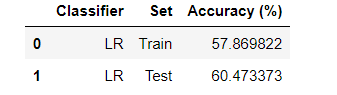 Classifier Set Accuracy (%)
0 LR Train 57.869822
1 LR Test 60.473373